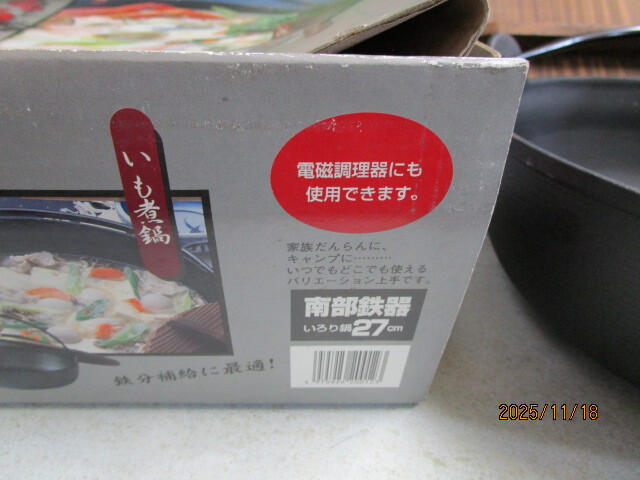 いも煮鍋
電磁調理器にも
使用できます。
家族だんらんに、
キャンプに………
いつでもどこでも使える
バリエーション上手です。
南部鉄器
いろり鍋27cm
鉄分補給に最適!
2025/11/18